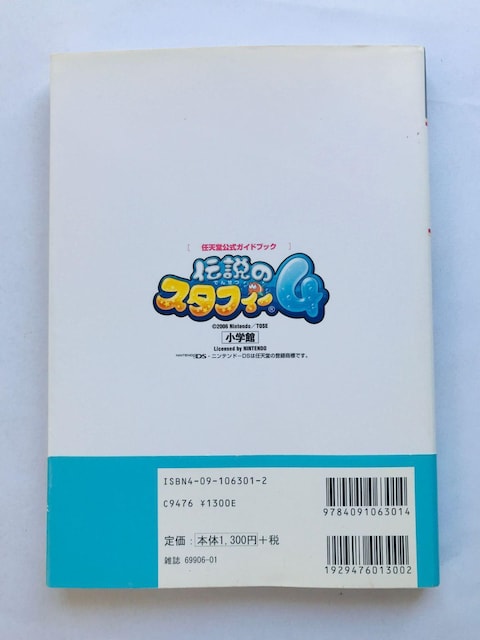 [ 任天堂公式ガイドブック ]
伝説の
でんせつ
スタフィー4
®
©2006 Nintendo/TOSE
小学館
Licensed by NINTENDO
NINTENDO DS・ニンテンドーDSは任天堂の登録商標です。
ISBN4-09-106301-2
C9476 ¥1300E
定価:本体1,300円+税
雑誌 69906-01
9784091063014
1929476013002